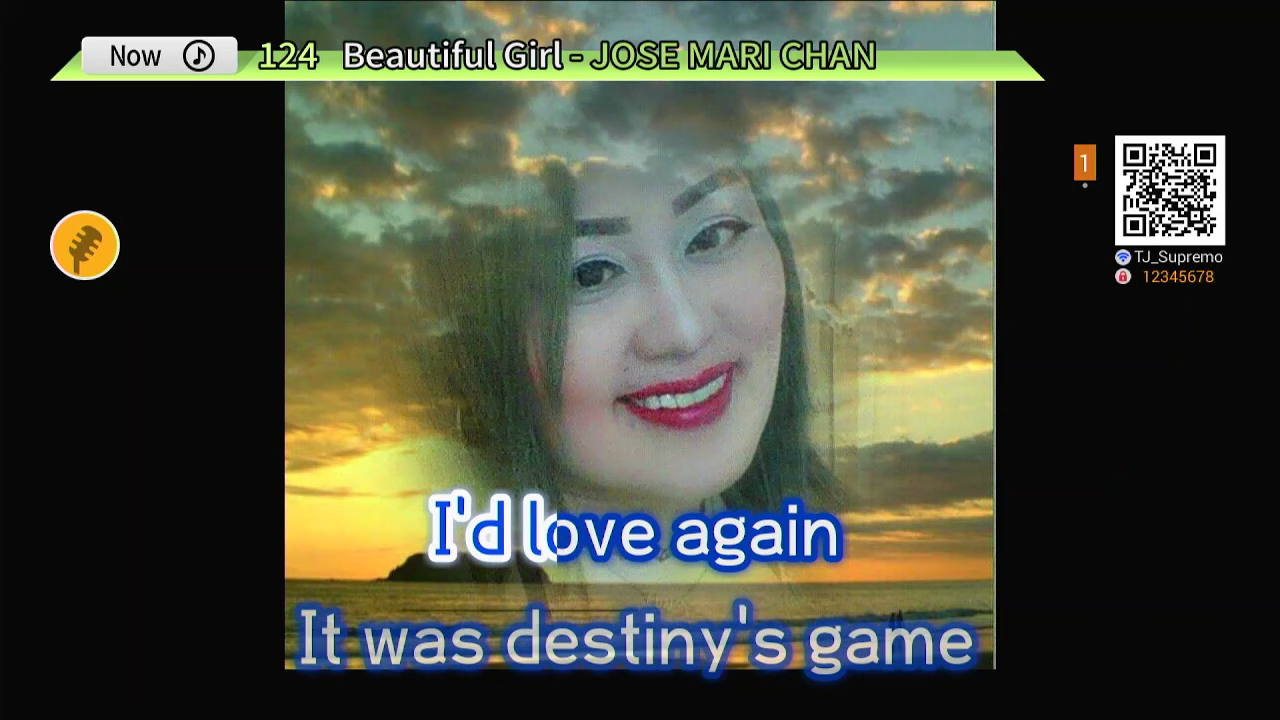 Now 124 Beautiful Girl - JOSE MARI CHAN
1
TJ_Supremo
12345678
I'd love again
It was destiny's game